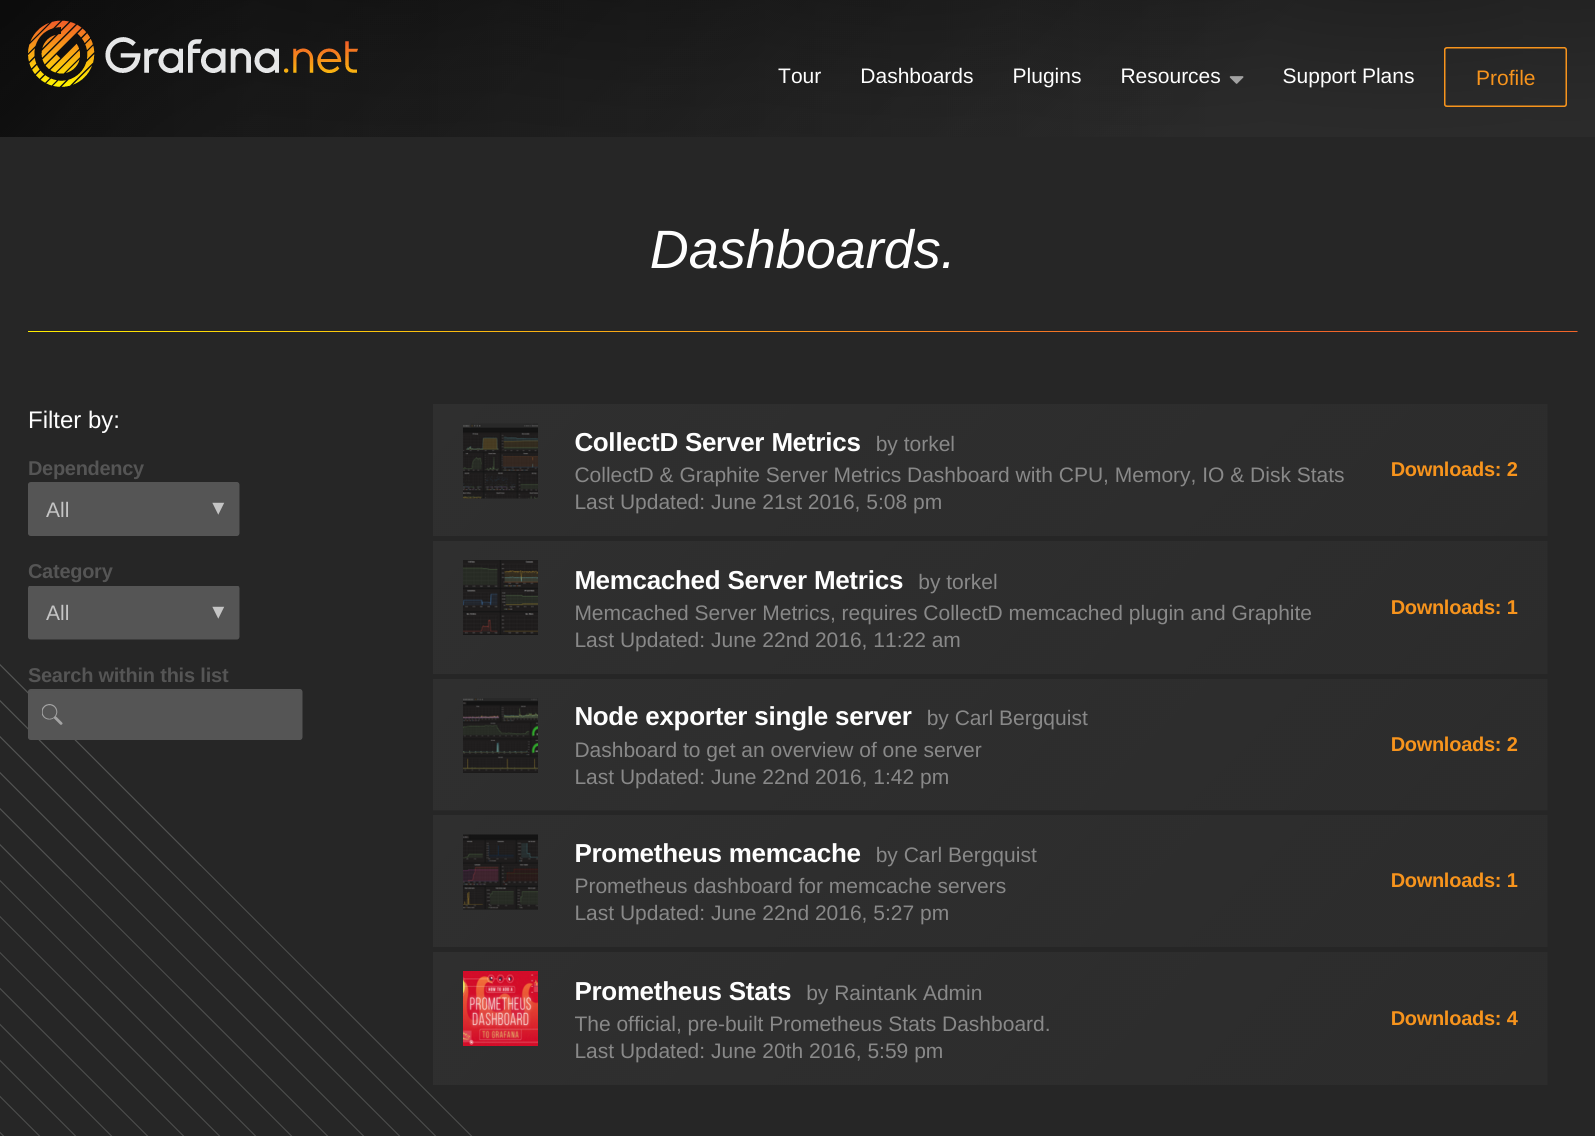 Grafana.net
Tour Dashboards Plugins Resources Support Plans Profile
Dashboards.
Filter by:
Dependency
All
Category
All
Search within this list
CollectD Server Metrics by torkel
CollectD & Graphite Server Metrics Dashboard with CPU, Memory, IO & Disk Stats
Last Updated: June 21st 2016, 5:08 pm
Downloads: 2
Memcached Server Metrics by torkel
Memcached Server Metrics, requires CollectD memcached plugin and Graphite
Last Updated: June 22nd 2016, 11:22 am
Downloads: 1
Node exporter single server by Carl Bergquist
Dashboard to get an overview of one server
Last Updated: June 22nd 2016, 1:42 pm
Downloads: 2
Prometheus memcache by Carl Bergquist
Prometheus dashboard for memcache servers
Last Updated: June 22nd 2016, 5:27 pm
Downloads: 1
HOW TO ADD A
PROMETHEUS
DASHBOARD
TO GRAFANA
Prometheus Stats by Raintank Admin
The official, pre-built Prometheus Stats Dashboard.
Last Updated: June 20th 2016, 5:59 pm
Downloads: 4